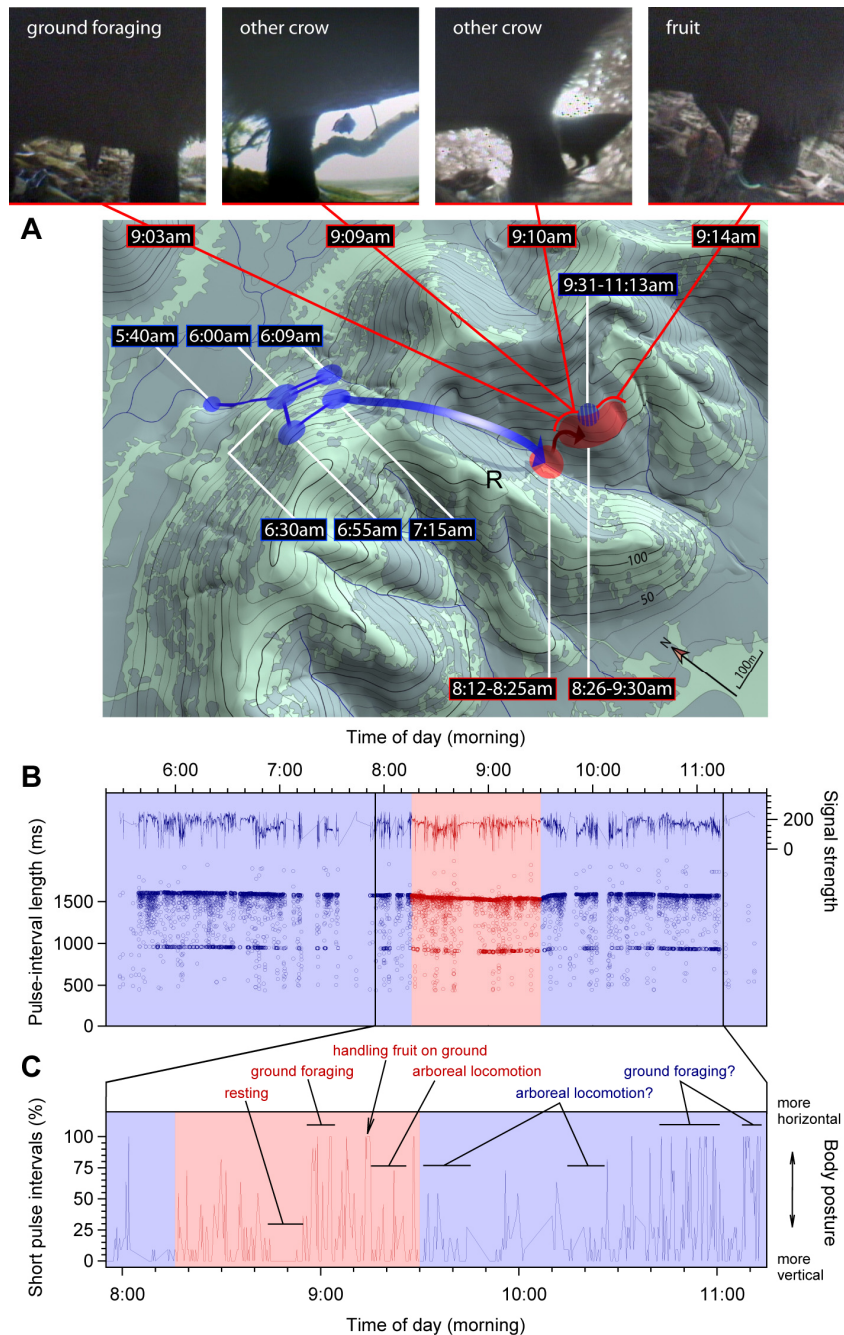 ground foraging
other crow
other crow
fruit
A
9:03am
9:09am
9:10am
9:14am
9:31-11:13am
5:40am
6:00am
6:09am
R
6:30am
6:55am
7:15am
100
50
N
100m
8:12-8:25am
8:26-9:30am
Time of day (morning)
B
6:00
7:00
8:00
9:00
10:00
11:00
Pulse-interval length (ms)
1500
1000
500
0
200
0
Signal strength
C
handling fruit on ground
ground foraging
arboreal locomotion
resting
ground foraging?
arboreal locomotion?
Short pulse intervals (%)
100
75
50
25
0
more
horizontal
Body posture
more
vertical
8:00
9:00
10:00
11:00
Time of day (morning)